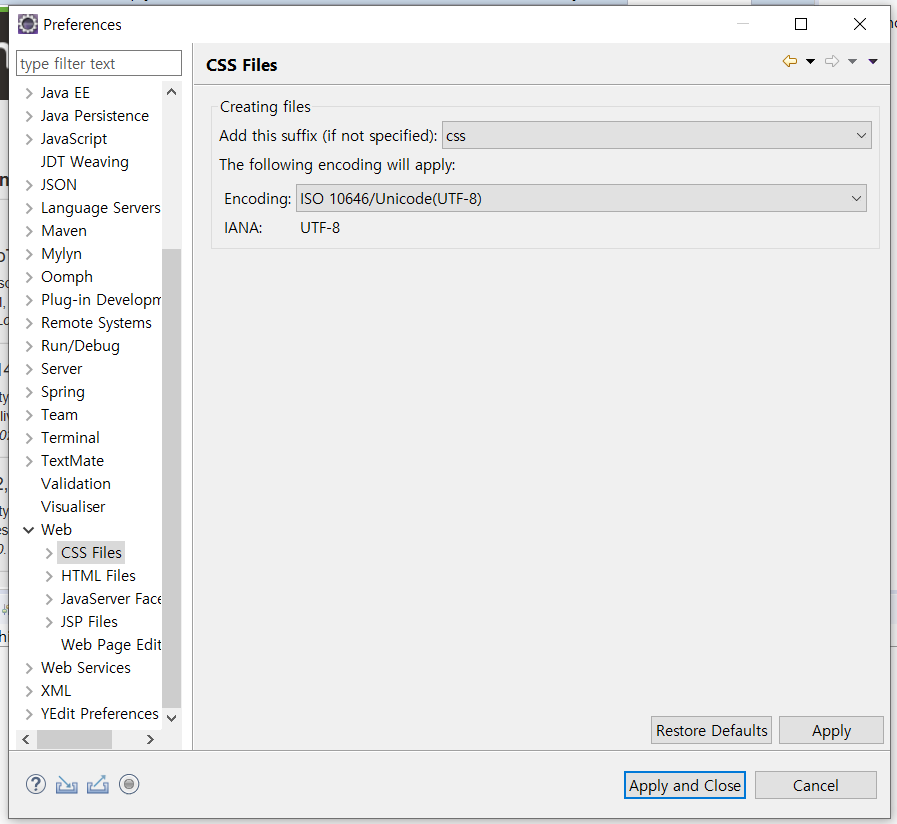 Preferences
type filter text
Java EE
Java Persistence
JavaScript
JDT Weaving
JSON
Language Servers
Maven
Mylyn
Oomph
Plug-in Developm
Remote Systems
Run/Debug
Server
Spring
Team
Terminal
TextMate
Validation
Visualiser
Web
CSS Files
HTML Files
JavaServer Face
JSP Files
Web Page Edit
Web Services
XML
YEdit Preferences
CSS Files
Creating files
Add this suffix (if not specified): css
The following encoding will apply:
Encoding: ISO 10646/Unicode(UTF-8)
IANA: UTF-8
Restore Defaults
Apply
Apply and Close
Cancel